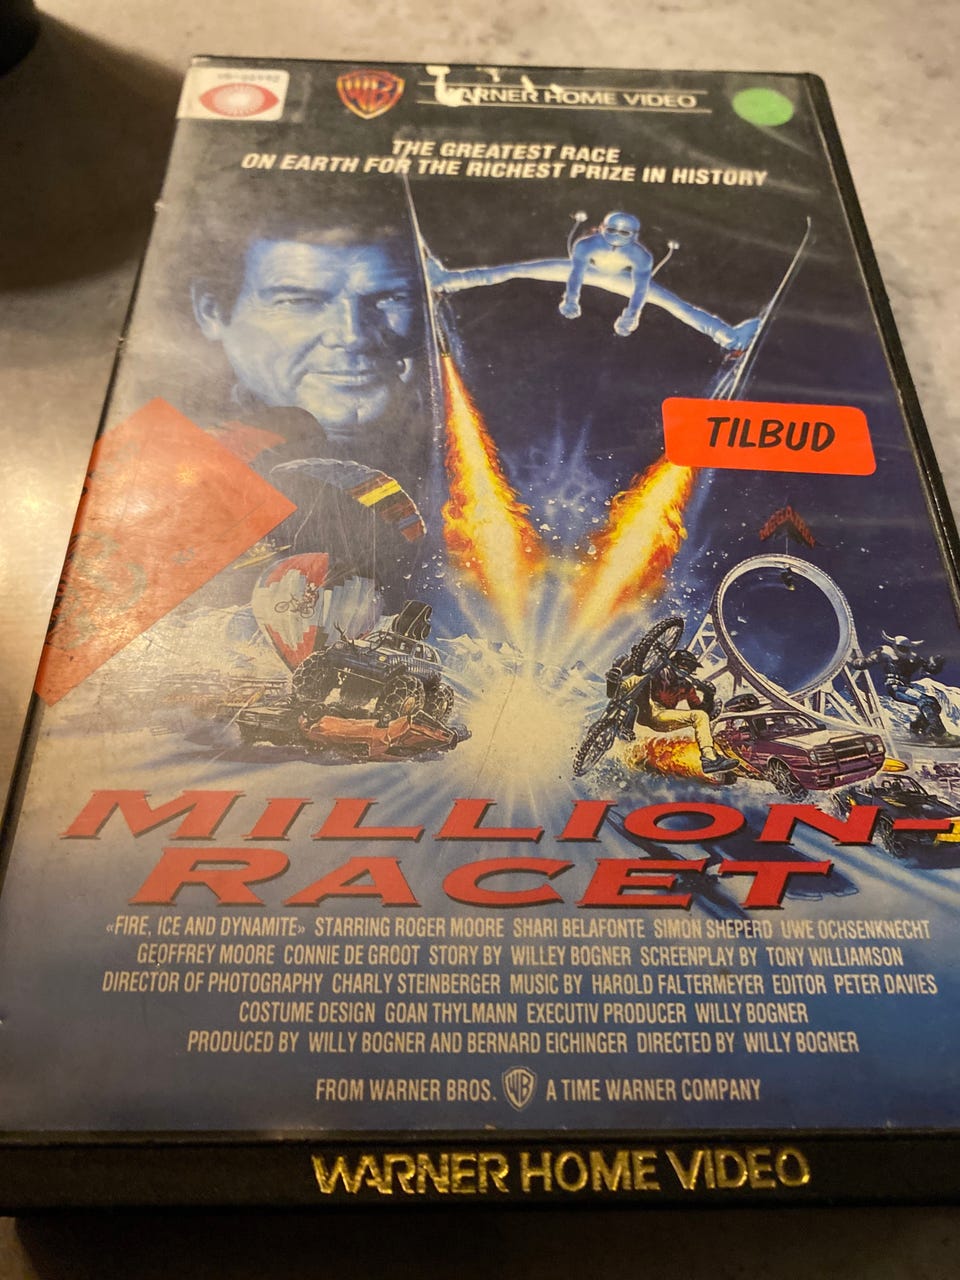 WB
WARNER HOME VIDEO
THE GREATEST RACE
ON EARTH FOR THE RICHEST PRIZE IN HISTORY
TILBUD
MILLION-
RACET
«FIRE, ICE AND DYNAMITE» STARRING ROGER MOORE SHARI BELAFONTE SIMON SHEPERD UWE OCHSENKNECHT
GEOFFREY MOORE CONNIE DE GROOT STORY BY WILLEY BOGNER SCREENPLAY BY TONY WILLIAMSON
DIRECTOR OF PHOTOGRAPHY CHARLY STEINBERGER MUSIC BY HAROLD FALTERMEYER EDITOR PETER DAVIES
COSTUME DESIGN GOAN THYLMANN EXECUTIV PRODUCER WILLY BOGNER
PRODUCED BY WILLY BOGNER AND BERNARD EICHINGER DIRECTED BY WILLY BOGNER
FROM WARNER BROS. WB A TIME WARNER COMPANY
WARNER HOME VIDEO